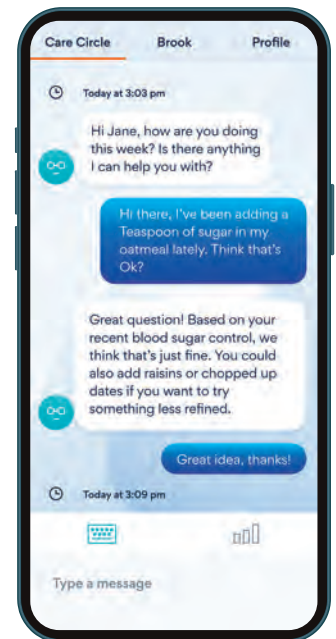 Care Circle Brook Profile
Today at 3:03 pm
Hi Jane, how are you doing
this week? Is there anything
I can help you with?
Hi there, I've been adding a
Teaspoon of sugar in my
oatmeal lately. Think that's
Ok?
Great question! Based on your
recent blood sugar control, we
think that's just fine. You could
also add raisins or chopped up
dates if you want to try
something less refined.
Great idea, thanks!
Today at 3:09 pm
Type a message